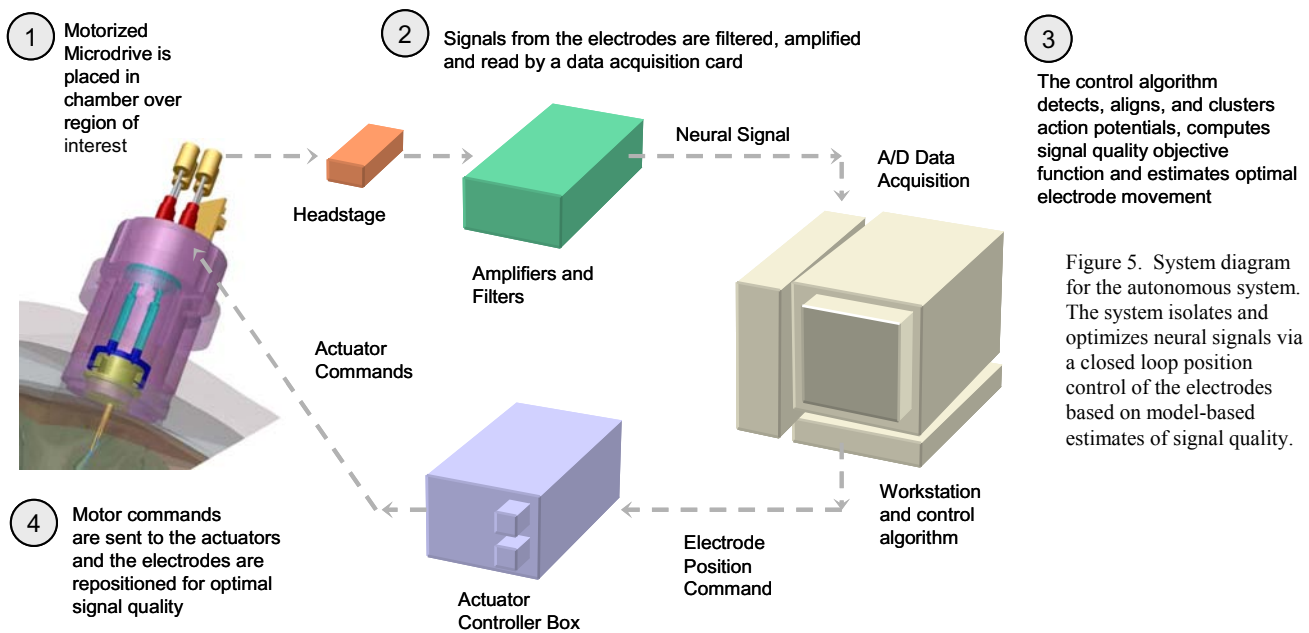 1
Motorized
Microdrive is
placed in
chamber over
region of
interest
2
Signals from the electrodes are filtered, amplified
and read by a data acquisition card
3
The control algorithm
detects, aligns, and clusters
action potentials, computes
signal quality objective
function and estimates optimal
electrode movement
Headstage
Amplifiers and
Filters
Neural Signal
A/D Data
Acquisition
Figure 5. System diagram
for the autonomous system.
The system isolates and
optimizes neural signals via
a closed loop position
control of the electrodes
based on model-based
estimates of signal quality.
Actuator
Commands
Workstation
and control
algorithm
Electrode
Position
Command
Actuator
Controller Box
4
Motor commands
are sent to the actuators
and the electrodes are
repositioned for optimal
signal quality